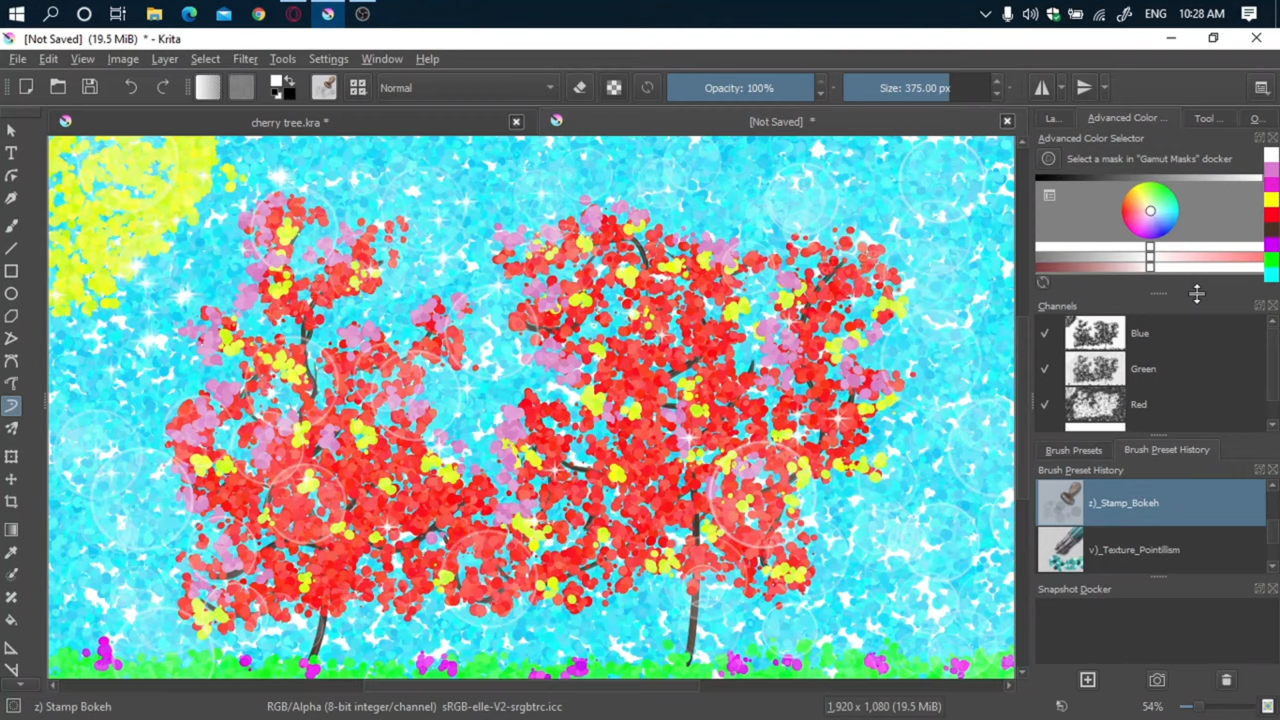 ENG 10:28 AM
[Not Saved] (19.5 MiB) * - Krita
File Edit View Image Layer Select Filter Tools Settings Window Help
Normal Opacity: 100% Size: 375.00 px
cherry tree.kra * [Not Saved] *
La... Advanced Color ... Tool ... O...
Advanced Color Selector
Select a mask in "Gamut Masks" docker
Channels
Blue
Green
Red
Brush Presets Brush Preset History
Brush Preset History
z)_Stamp_Bokeh
v)_Texture_Pointillism
Snapshot Docker
z) Stamp Bokeh RGB/Alpha (8-bit integer/channel) sRGB-elle-V2-srgbtrc.icc 1,920 x 1,080 (19.5 MiB) 54%